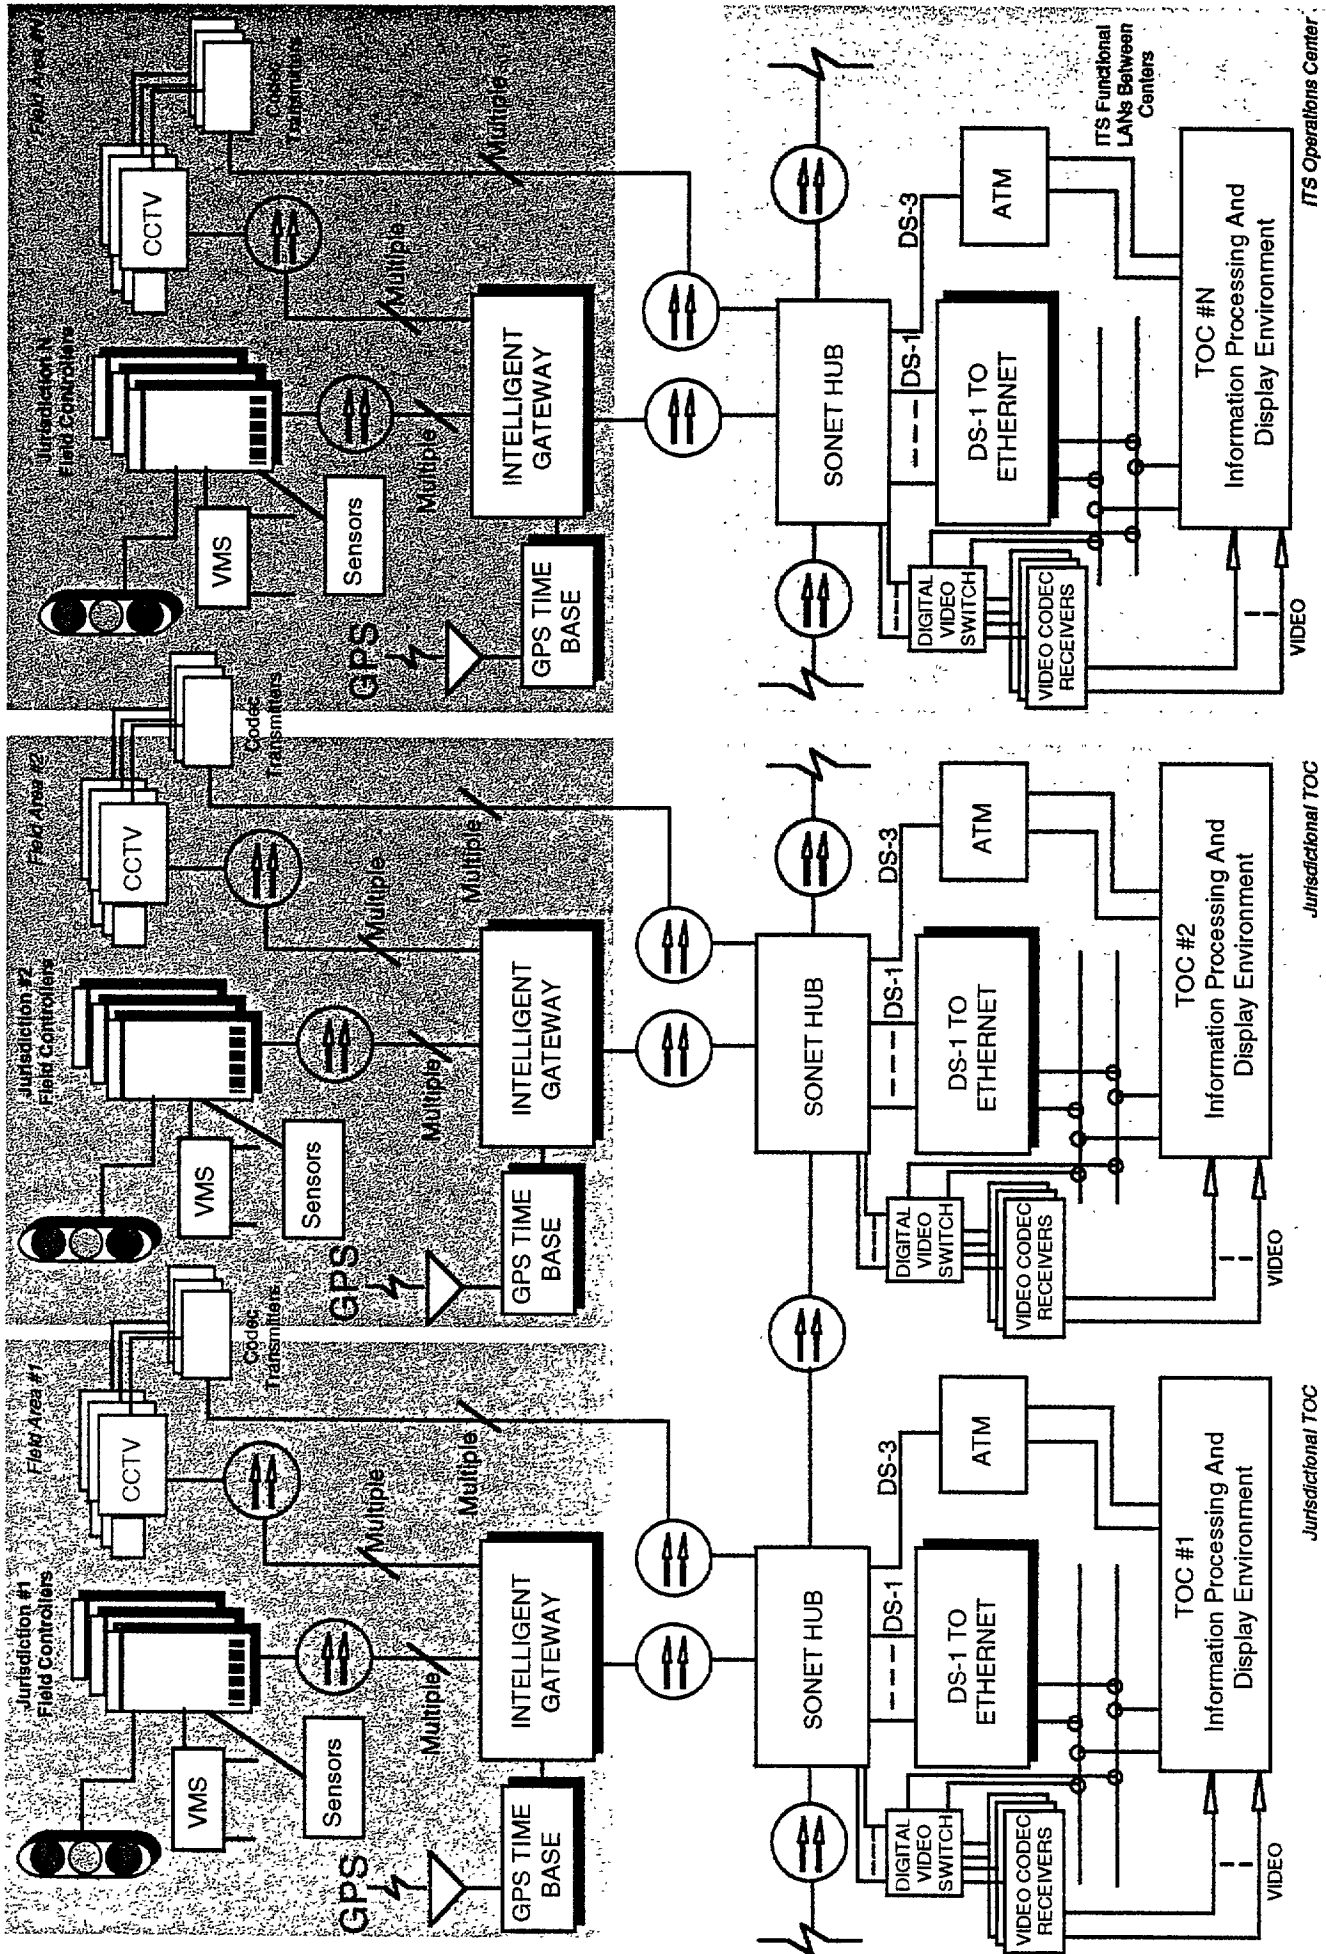 Jurisdiction #1
Field Controllers
Field Area #1
CCTV
Codec
Transmitters
VMS
Sensors
Multiple
Multiple
Multiple
GPS
GPS TIME
BASE
INTELLIGENT
GATEWAY
SONET HUB
DS-1
DS-3
DIGITAL
VIDEO
SWITCH
DS-1 TO
ETHERNET
ATM
VIDEO CODEC
RECEIVERS
VIDEO
TOC #1
Information Processing And
Display Environment
Jurisdictional TOC
Jurisdiction #2
Field Controllers
Field Area #2
CCTV
Codec
Transmitters
VMS
Sensors
Multiple
Multiple
Multiple
GPS
GPS TIME
BASE
INTELLIGENT
GATEWAY
SONET HUB
DS-1
DS-3
DIGITAL
VIDEO
SWITCH
DS-1 TO
ETHERNET
ATM
VIDEO CODEC
RECEIVERS
VIDEO
TOC #2
Information Processing And
Display Environment
Jurisdictional TOC
Jurisdiction N
Field Controllers
Field Area #N
CCTV
Codec
Transmitters
VMS
Sensors
Multiple
Multiple
Multiple
GPS
GPS TIME
BASE
INTELLIGENT
GATEWAY
SONET HUB
DS-1
DS-3
DIGITAL
VIDEO
SWITCH
DS-1 TO
ETHERNET
ATM
ITS Functional
LANs Between
Centers
VIDEO CODEC
RECEIVERS
VIDEO
TOC #N
Information Processing And
Display Environment
ITS Operations Center